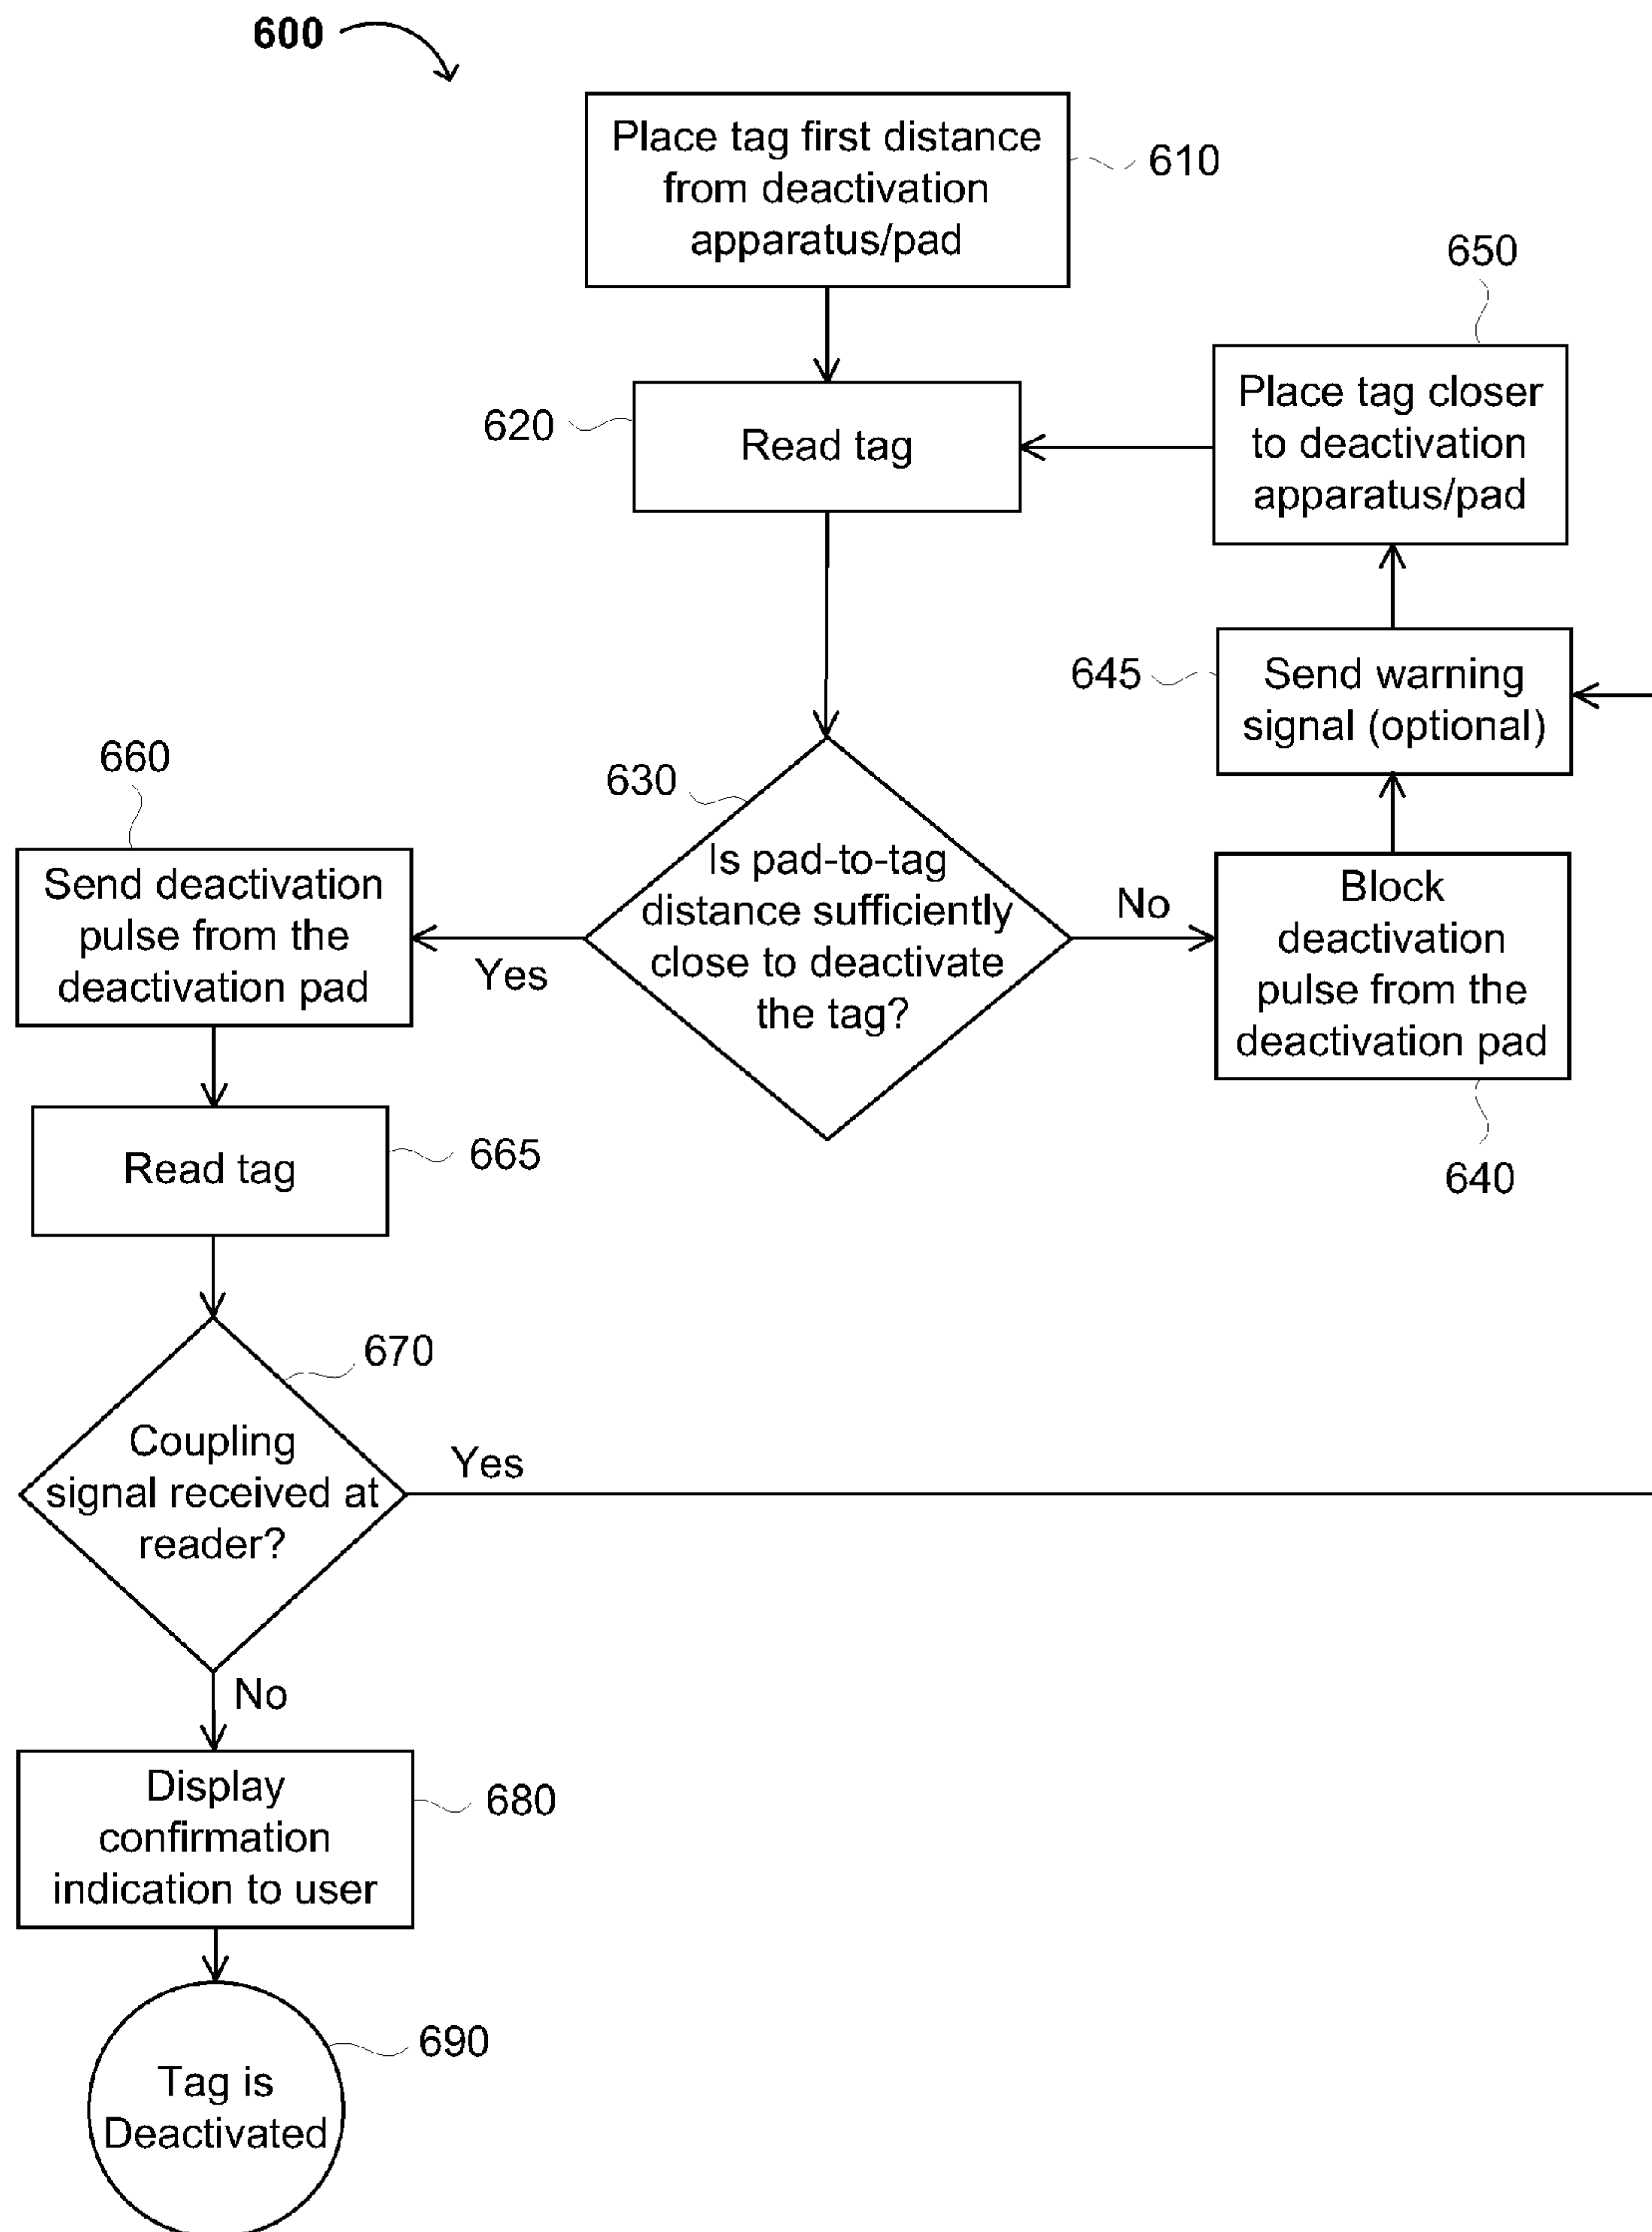 600
Place tag first distance
from deactivation
apparatus/pad
610
650
Place tag closer
to deactivation
apparatus/pad
620
Read tag
645
Send warning
signal (optional)
660
630
Is pad-to-tag
distance sufficiently
close to deactivate
the tag?
No
Block
deactivation
pulse from the
deactivation pad
640
Yes
Send deactivation
pulse from the
deactivation pad
Read tag
665
670
Coupling
signal received at
reader?
Yes
No
Display
confirmation
indication to user
680
690
Tag is
Deactivated